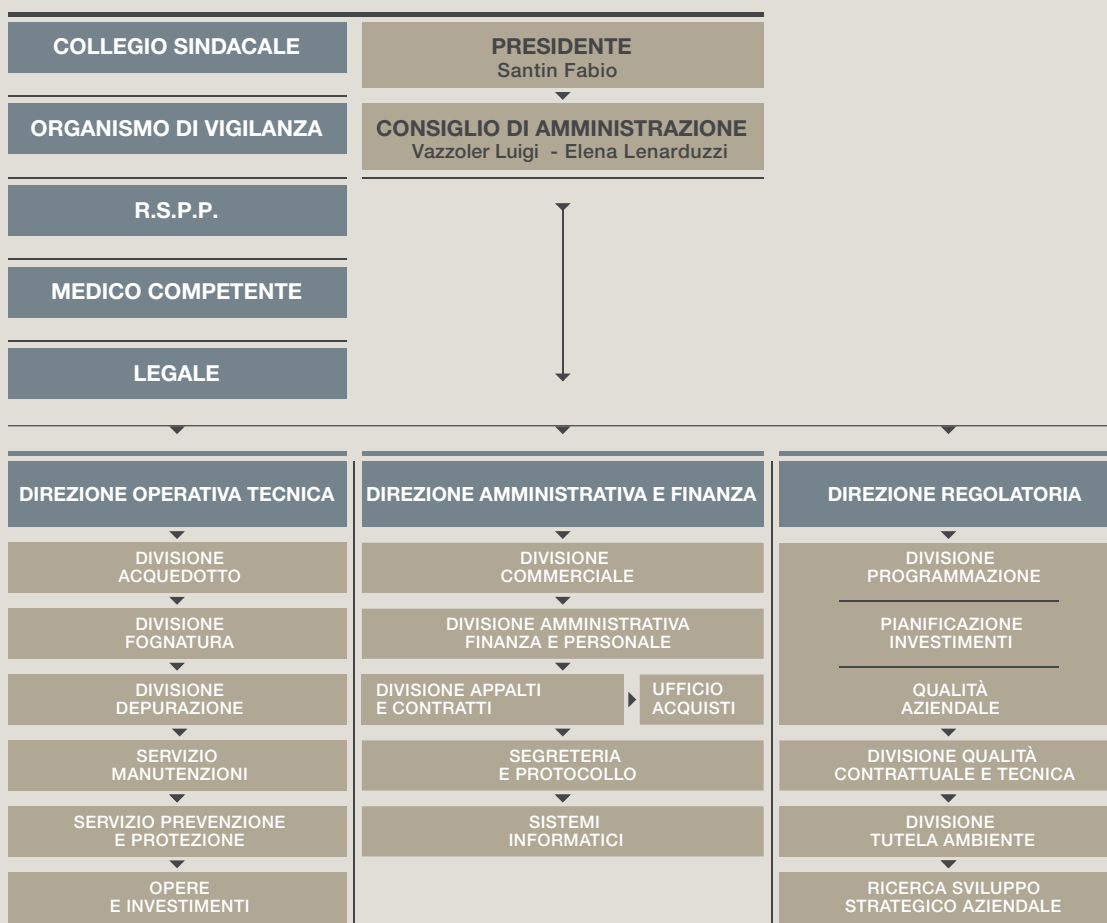 COLLEGIO SINDACALE
ORGANISMO DI VIGILANZA
R.S.P.P.
MEDICO COMPETENTE
LEGALE
PRESIDENTE
Santin Fabio
CONSIGLIO DI AMMINISTRAZIONE
Vazzoler Luigi - Elena Lenarduzzi
DIREZIONE OPERATIVA TECNICA
DIVISIONE
ACQUEDOTTO
DIVISIONE
FOGNATURA
DIVISIONE
DEPURAZIONE
SERVIZIO
MANUTENZIONI
SERVIZIO PREVENZIONE
E PROTEZIONE
OPERE
E INVESTIMENTI
DIREZIONE AMMINISTRATIVA E FINANZA
DIVISIONE
COMMERCIALE
DIVISIONE AMMINISTRATIVA
FINANZA E PERSONALE
DIVISIONE APPALTI
E CONTRATTI
UFFICIO
ACQUISTI
SEGRETERIA
E PROTOCOLLO
SISTEMI
INFORMATICI
DIREZIONE REGOLATORIA
DIVISIONE
PROGRAMMAZIONE
PIANIFICAZIONE
INVESTIMENTI
QUALITÀ
AZIENDALE
DIVISIONE QUALITÀ
CONTRATTUALE E TECNICA
DIVISIONE
TUTELA AMBIENTE
RICERCA SVILUPPO
STRATEGICO AZIENDALE